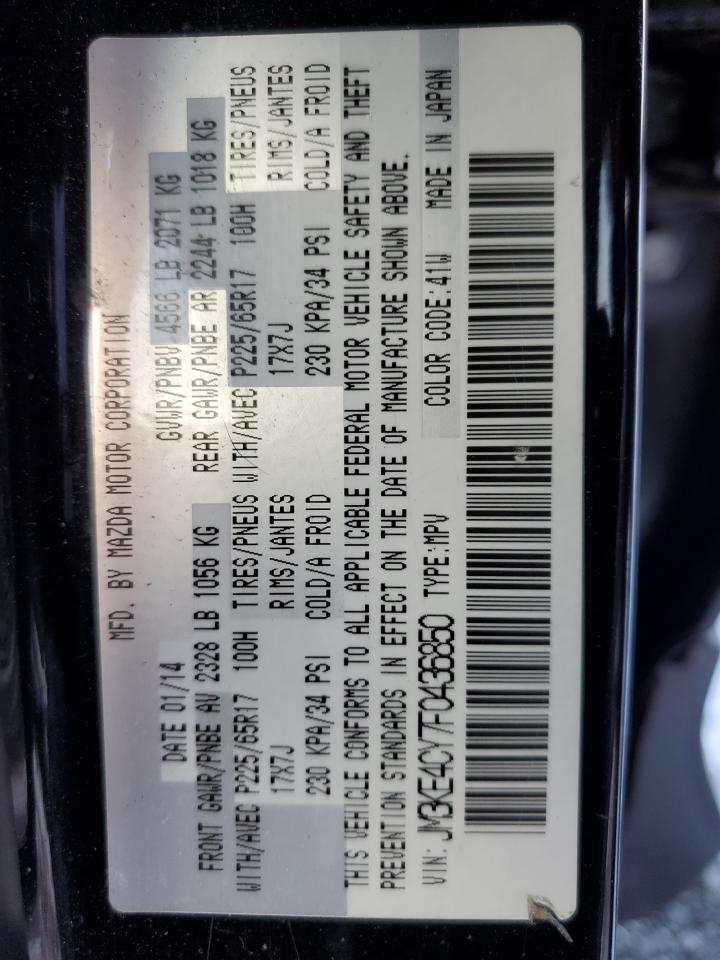 MFD. BY MAZDA MOTOR CORPORATION
DATE 01/14 GVWR/PNBV 4566 LB 2071 KG
FRONT GAWR/PNBE AV 2328 LB 1056 KG REAR GAWR/PNBE AR 2244 LB 1018 KG
WITH/AVEC P225/65R17 100H TIRES/PNEUS WITH/AVEC P225/65R17 100H TIRES/PNEUS
17X7J RIMS/JANTES 17X7J RIMS/JANTES
230 KPA/34 PSI COLD/A FROID 230 KPA/34 PSI COLD/A FROID
THIS VEHICLE CONFORMS TO ALL APPLICABLE FEDERAL MOTOR VEHICLE SAFETY AND THEFT
PREVENTION STANDARDS IN EFFECT ON THE DATE OF MANUFACTURE SHOWN ABOVE.
VIN: JM3KE4CY7F0436850 TYPE:MPV COLOR CODE:41W MADE IN JAPAN